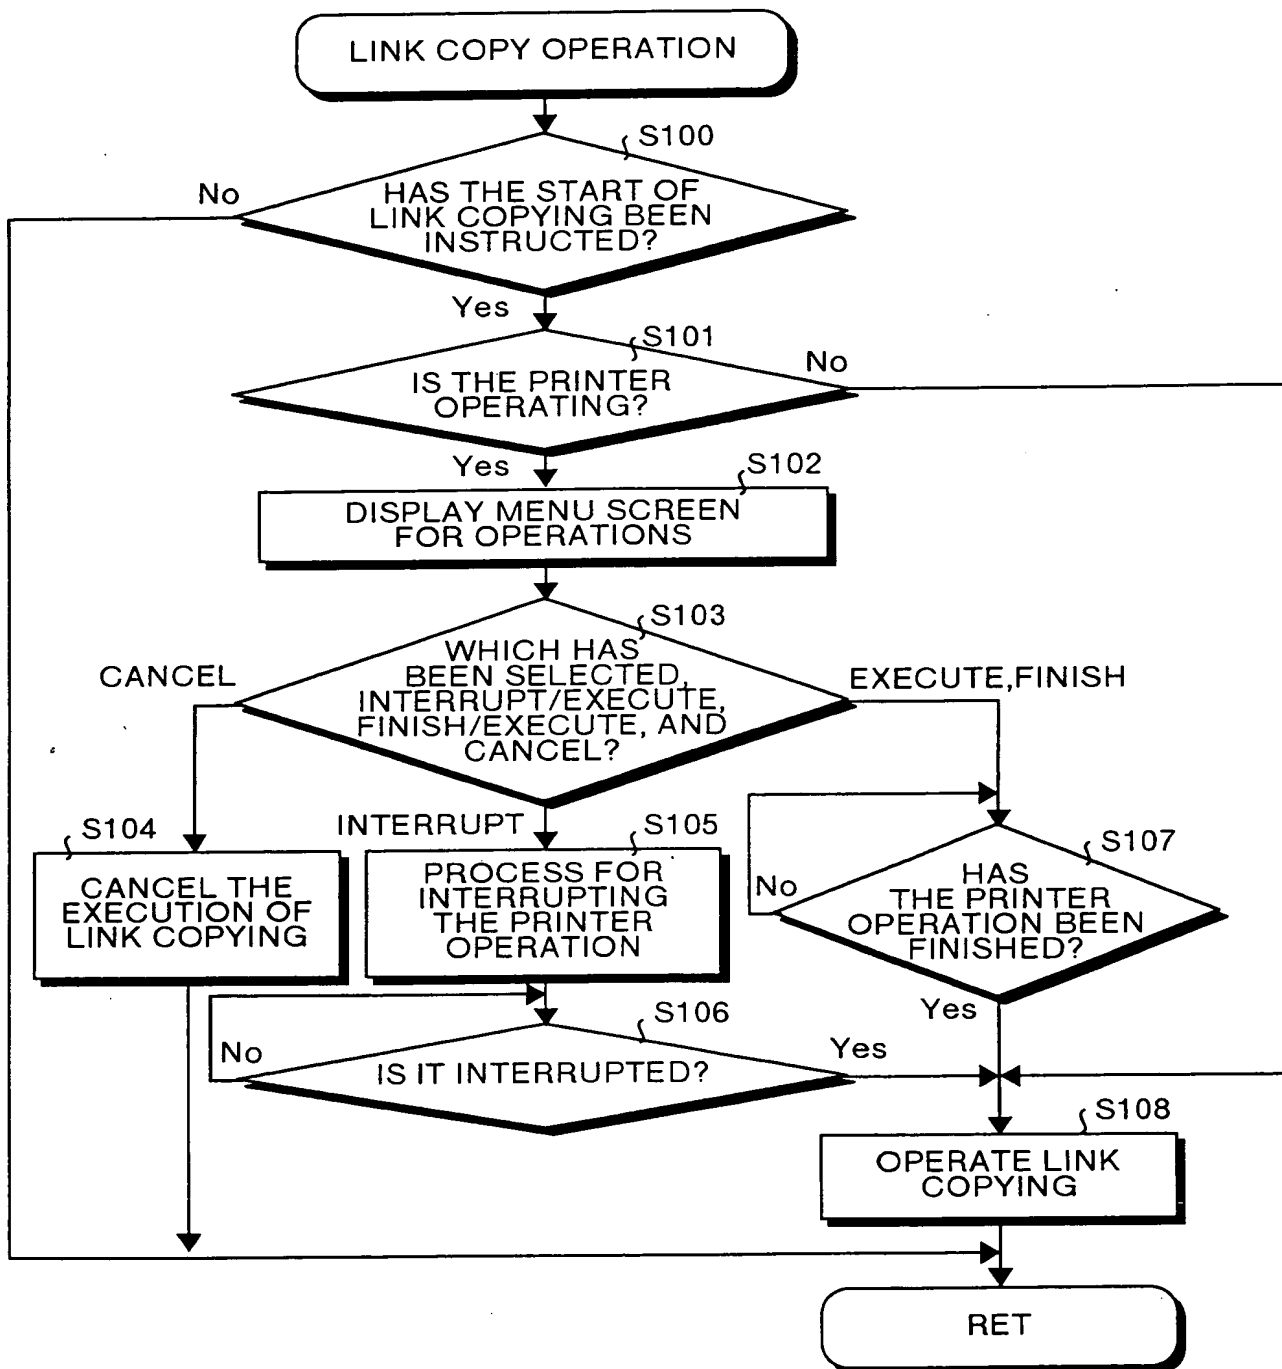 LINK COPY OPERATION
S100
No
HAS THE START OF
LINK COPYING BEEN
INSTRUCTED?
Yes
S101
No
IS THE PRINTER
OPERATING?
Yes
S102
DISPLAY MENU SCREEN
FOR OPERATIONS
S103
CANCEL
WHICH HAS
BEEN SELECTED,
INTERRUPT/EXECUTE,
FINISH/EXECUTE, AND
CANCEL?
EXECUTE,FINISH
S104
CANCEL THE
EXECUTION OF
LINK COPYING
INTERRUPT
S105
PROCESS FOR
INTERRUPTING
THE PRINTER
OPERATION
S107
No
HAS
THE PRINTER
OPERATION BEEN
FINISHED?
Yes
S106
No
IS IT INTERRUPTED?
Yes
S108
OPERATE LINK
COPYING
RET